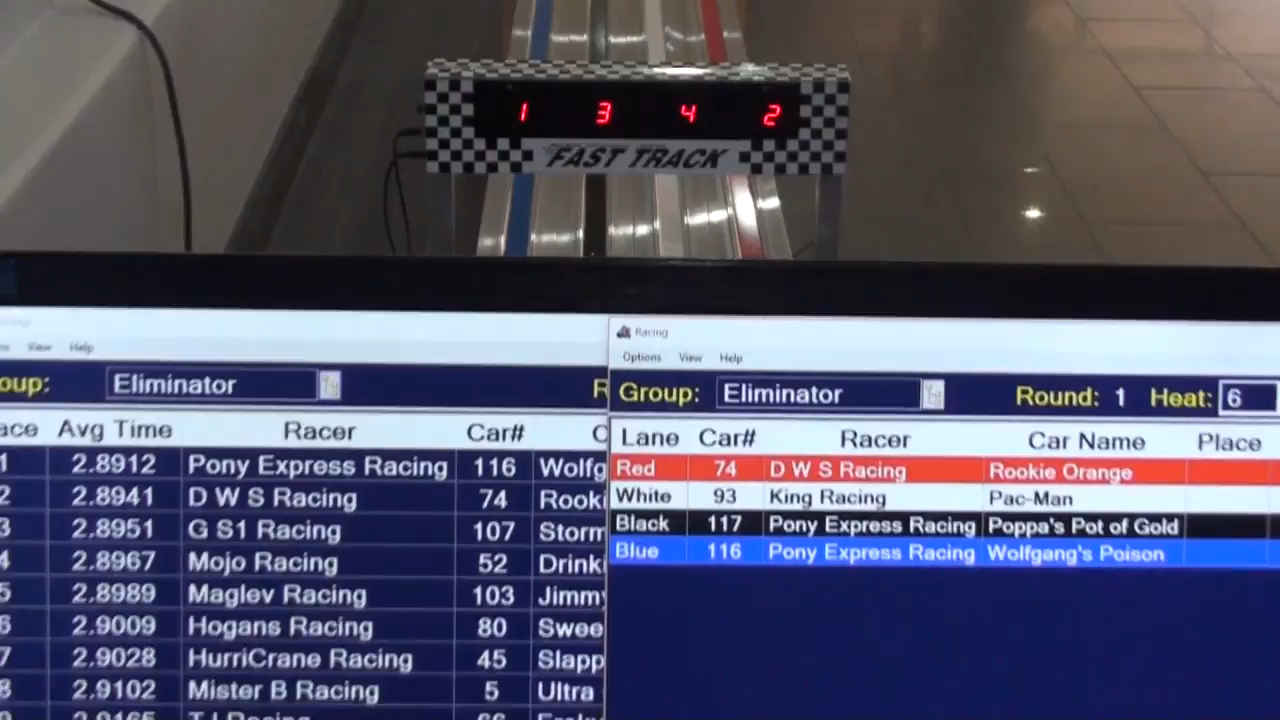 1 3 4 2
FAST TRACK
View Help
Group: Eliminator
Avg Time Racer Car#
1 2.8912 Pony Express Racing 116 Wolfg
2 2.8941 D W S Racing 74 Rooki
3 2.8951 G S1 Racing 107 Storm
4 2.8967 Mojo Racing 52 Drink
5 2.8989 Maglev Racing 103 Jimmy
6 2.9009 Hogans Racing 80 Swee
7 2.9028 HurriCrane Racing 45 Slapp
8 2.9102 Mister B Racing 5 Ultra
Racing
Options View Help
Group: Eliminator Round: 1 Heat: 6
Lane Car# Racer Car Name Place
Red 74 D W S Racing Rookie Orange
White 93 King Racing Pac-Man
Black 117 Pony Express Racing Poppa's Pot of Gold
Blue 116 Pony Express Racing Wolfgang's Poison